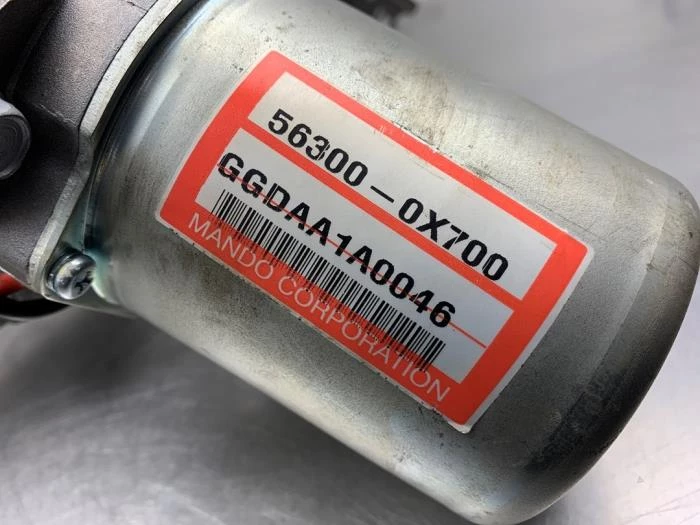 56300-0X700
GGDAA1A0046
MANDO CORPORATION